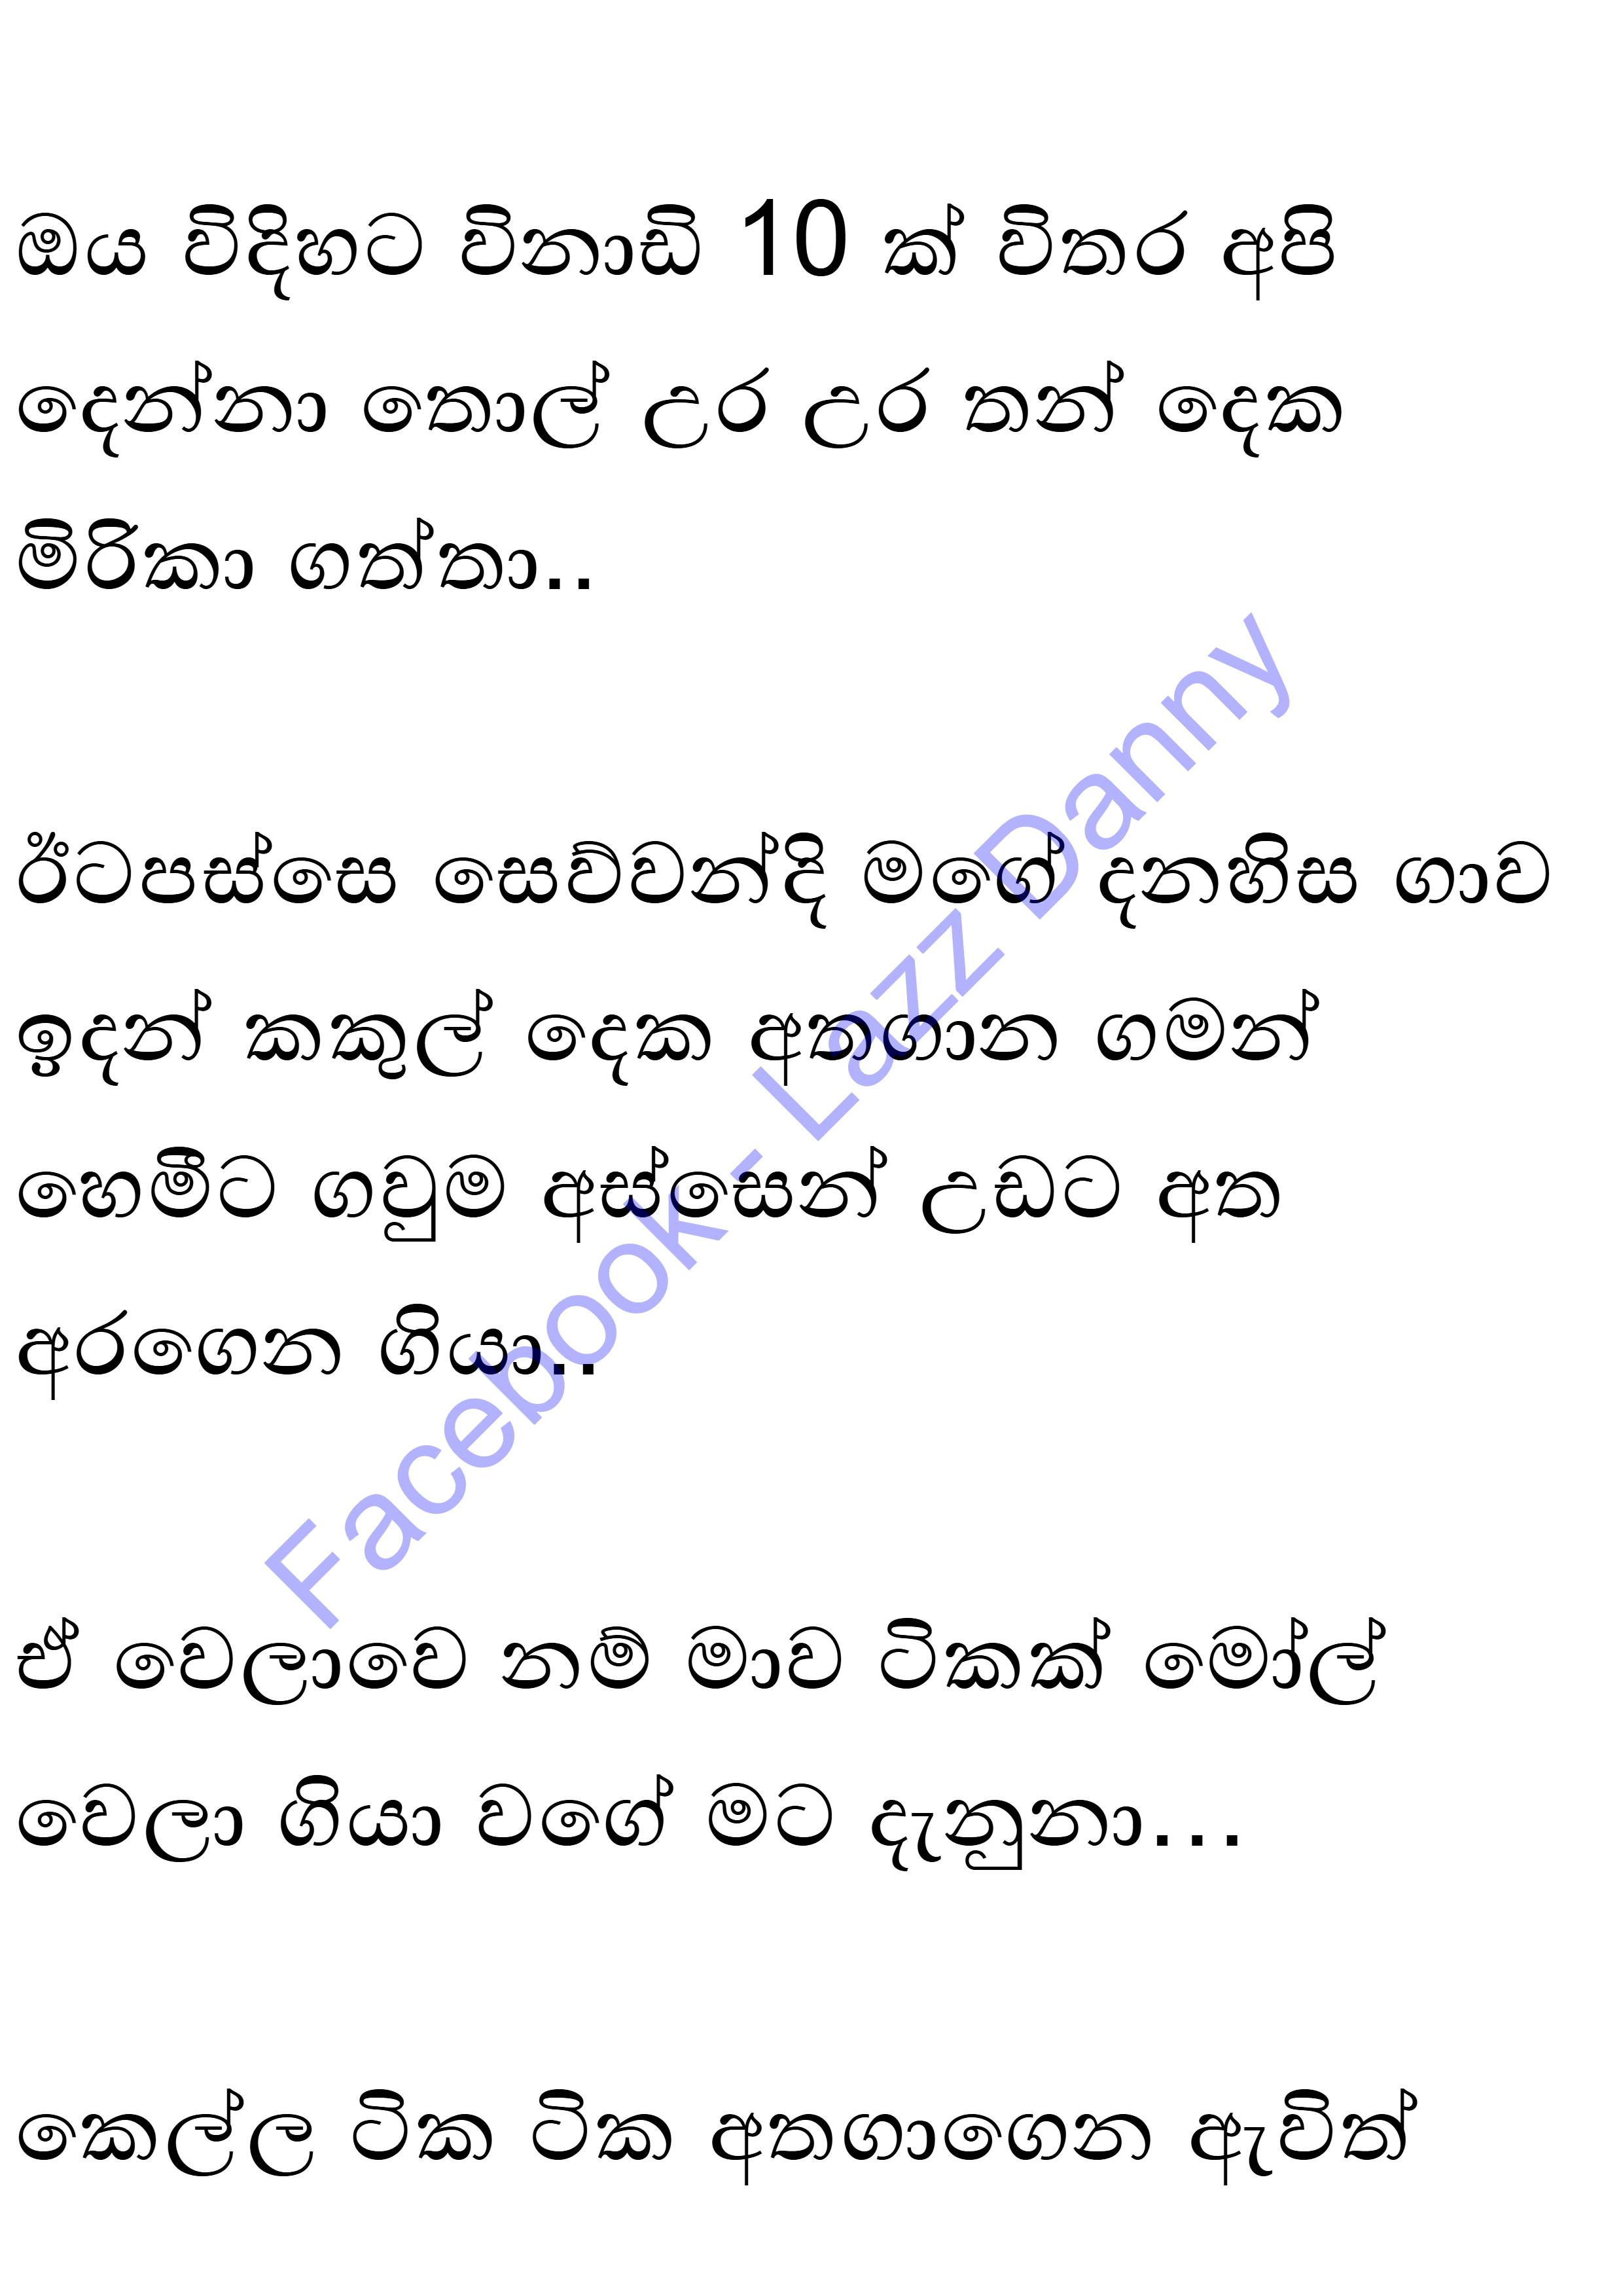 ඔය විදිහට විනාඩි 10 ක් විතර අපි
දෙන්නා තොල් උර උර තන් දෙක
මිරිකා ගත්තා..
ඊටපස්සෙ සෙව්වන්දි මගේ දනහිස ගාව
ඉදන් කකුල් දෙක අතගාන ගමන්
හෙමීට ගවුම අස්සෙන් උඩට අත
අරගෙන ගියා..
ඒ වෙලාවෙ නම් මාව ටිකක් මෝල්
වෙලා ගියා වගේ මට දැනුනා...
කෙල්ල ටික ටික අතගාගෙන ඇවිත්
Facebook - Lazz Danny